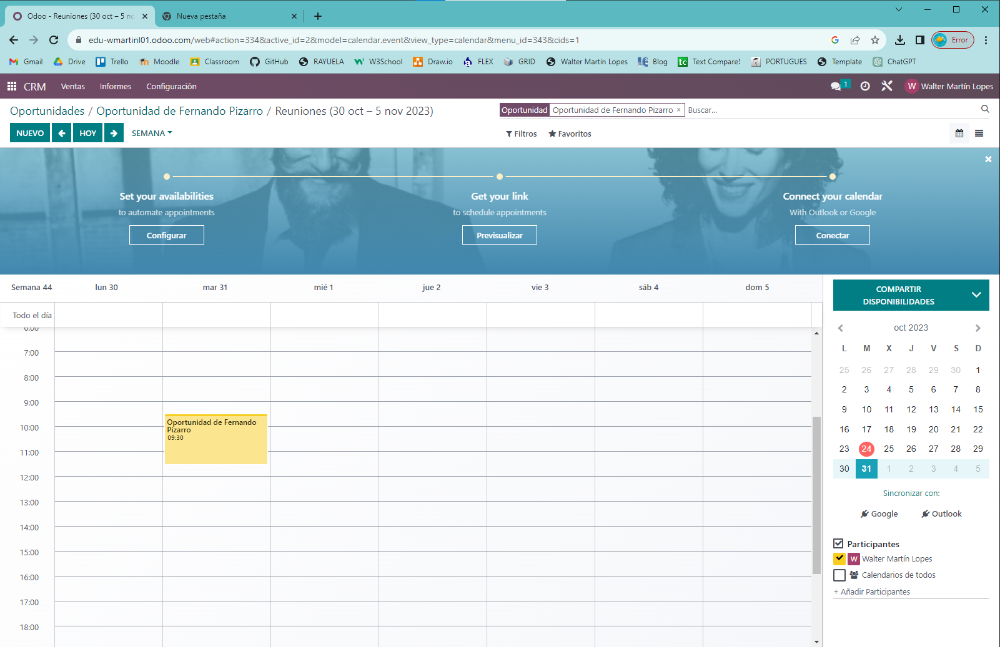 Odoo - Reuniones (30 oct – 5 no
Nueva pestaña
edu-wmartinl01.odoo.com/web#action=334&active_id=2&model=calendar.event&view_type=calendar&menu_id=343&cids=1
Error
Gmail Drive Trello Moodle Classroom GitHub RAYUELA W3School Draw.io FLEX GRID Walter Martín Lopes Blog Text Compare! PORTUGUES Template ChatGPT
CRM Ventas Informes Configuración 1 W Walter Martín Lopes
Oportunidades / Oportunidad de Fernando Pizarro / Reuniones (30 oct – 5 nov 2023)
Oportunidad Oportunidad de Fernando Pizarro × Buscar...
NUEVO HOY SEMANA
Filtros Favoritos
Set your availabilities
to automate appointments
Configurar
Get your link
to schedule appointments
Previsualizar
Connect your calendar
With Outlook or Google
Conectar
Semana 44 lun 30 mar 31 mié 1 jue 2 vie 3 sáb 4 dom 5
Todo el día
6:00
7:00
8:00
9:00
10:00
11:00
12:00
13:00
14:00
15:00
16:00
17:00
18:00
Oportunidad de Fernando
Pizarro
09:30
COMPARTIR
DISPONIBILIDADES
oct 2023
L M X J V S D
25 26 27 28 29 30 1
2 3 4 5 6 7 8
9 10 11 12 13 14 15
16 17 18 19 20 21 22
23 24 25 26 27 28 29
30 31 1 2 3 4 5
Sincronizar con:
Google Outlook
Participantes
W Walter Martín Lopes
Calendarios de todos
+ Añadir Participantes